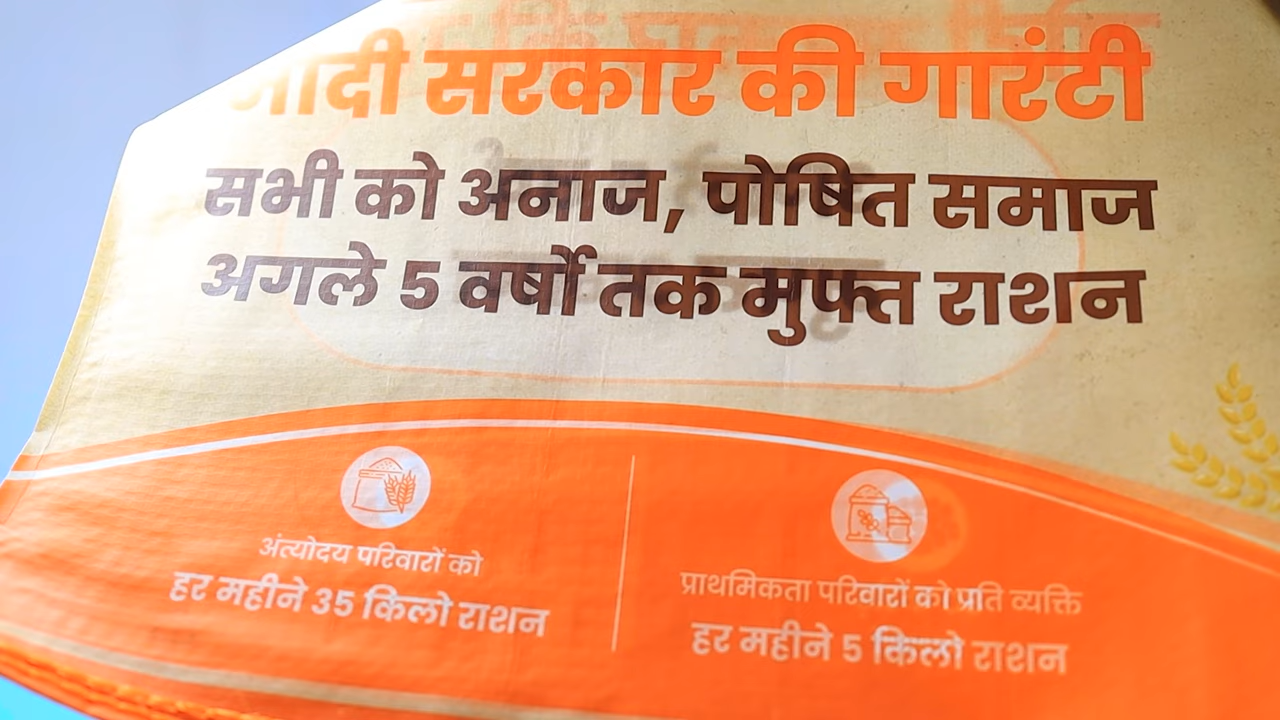 मोदी सरकार की गारंटी
सभी को अनाज, पोषित समाज
अगले 5 वर्षों तक मुफ्त राशन
अंत्योदय परिवारों को
हर महीने 35 किलो राशन
प्राथमिकता परिवारों को प्रति व्यक्ति
हर महीने 5 किलो राशन